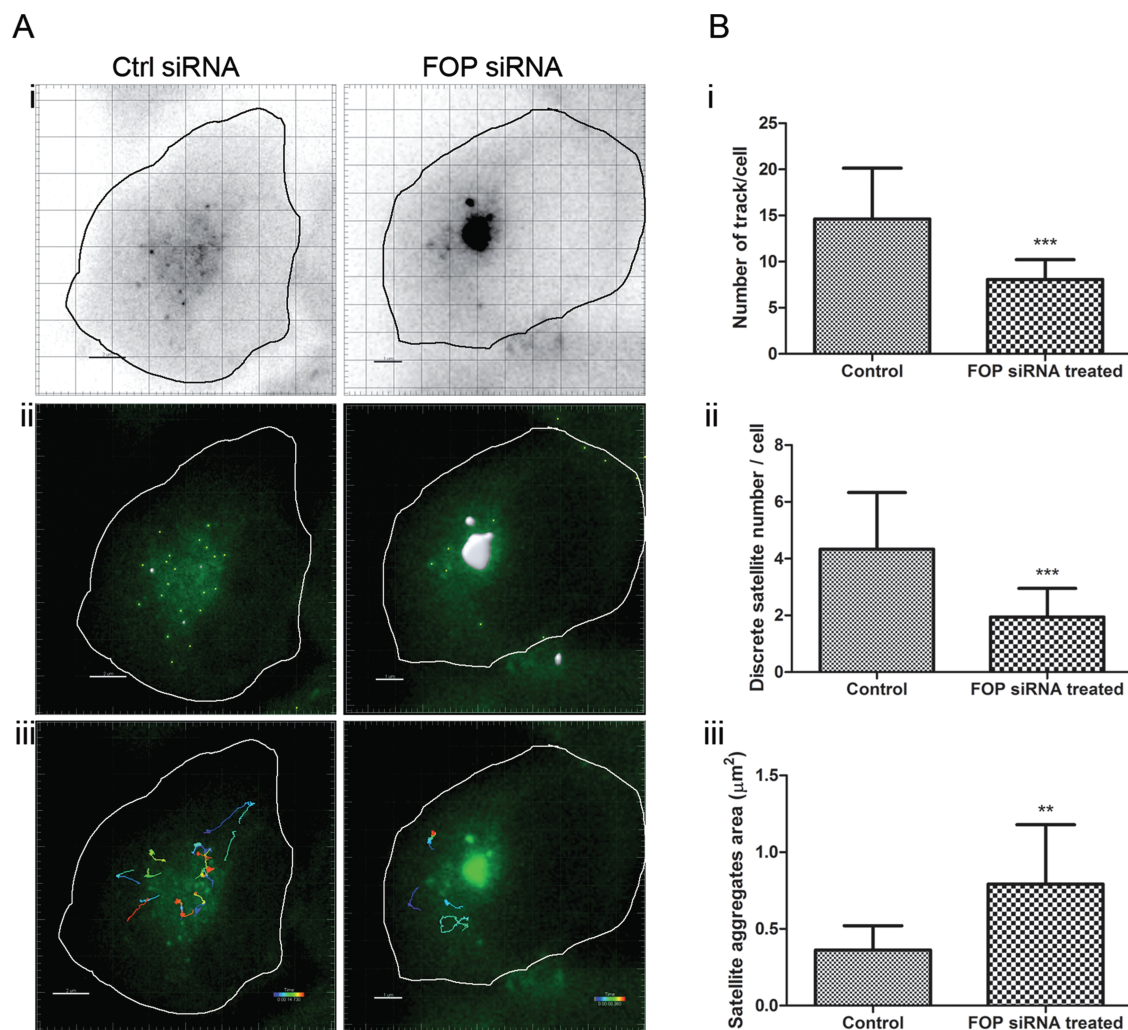 A
B
Ctrl siRNA
FOP siRNA
i
ii
iii
i
Number of track/cell
25
20
15
10
5
0
***
Control
FOP siRNA treated
ii
Discrete satellite number / cell
8
6
4
2
0
***
Control
FOP siRNA treated
iii
Satellite aggregates area (μm²)
1.5
1.0
0.5
0.0
**
Control
FOP siRNA treated
Time
Time